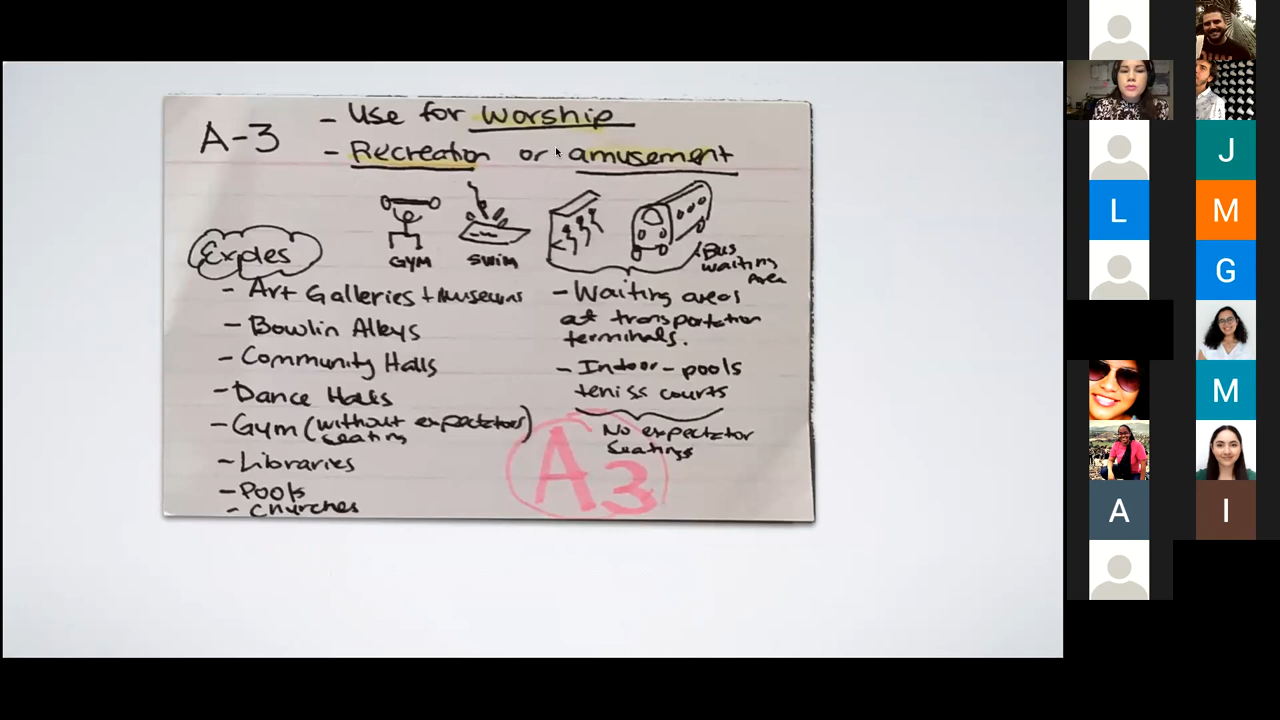 A-3
- Use for Worship
- Recreation or amusement
GYM
SWIM
Bus
waiting
Area
Exples
- Art Galleries + Museums
- Bowlin Alleys
- Community Halls
- Dance Halls
- Gym (without expectator)
seating
- Libraries
- Pools
- Churches
- Waiting areas
at transportation
terminals.
- Indoor - pools
teniss courts
No expectator
seatings
A3
J
L
M
G
M
A
I